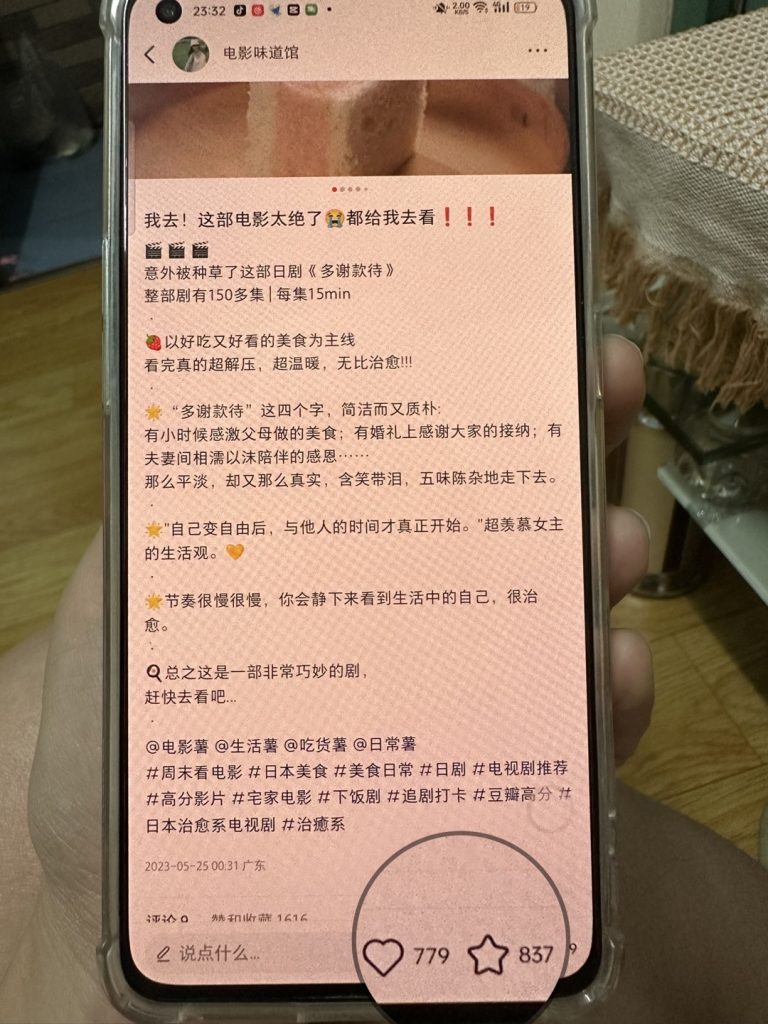 23:32
2.00
KB/S
19
电影味道馆
我去！这部电影太绝了😭都给我去看❗❗❗
🎬🎬🎬
意外被种草了这部日剧《多谢款待》
整部剧有150多集|每集15min
.
🍓以好吃又好看的美食为主线
看完真的超解压，超温暖，无比治愈!!!
.
🌟“多谢款待”这四个字，简洁而又质朴:
有小时候感激父母做的美食；有婚礼上感谢大家的接纳；有
夫妻间相濡以沫陪伴的感恩……
那么平淡，却又那么真实，含笑带泪，五味陈杂地走下去。
.
🌟"自己变自由后，与他人的时间才真正开始。"超羡慕女主
的生活观。🧡
.
🌟节奏很慢很慢，你会静下来看到生活中的自己，很治
愈。
.
🍳总之这是一部非常巧妙的剧，
赶快去看吧...
.
@电影薯 @生活薯 @吃货薯 @日常薯
#周末看电影 #日本美食 #美食日常 #日剧 #电视剧推荐
#高分影片 #宅家电影 #下饭剧 #追剧打卡 #豆瓣高分 #
日本治愈系电视剧 #治癒系
2023-05-25 00:31 广东
评论 9 赞和收藏 1616
说点什么... 779 837 9